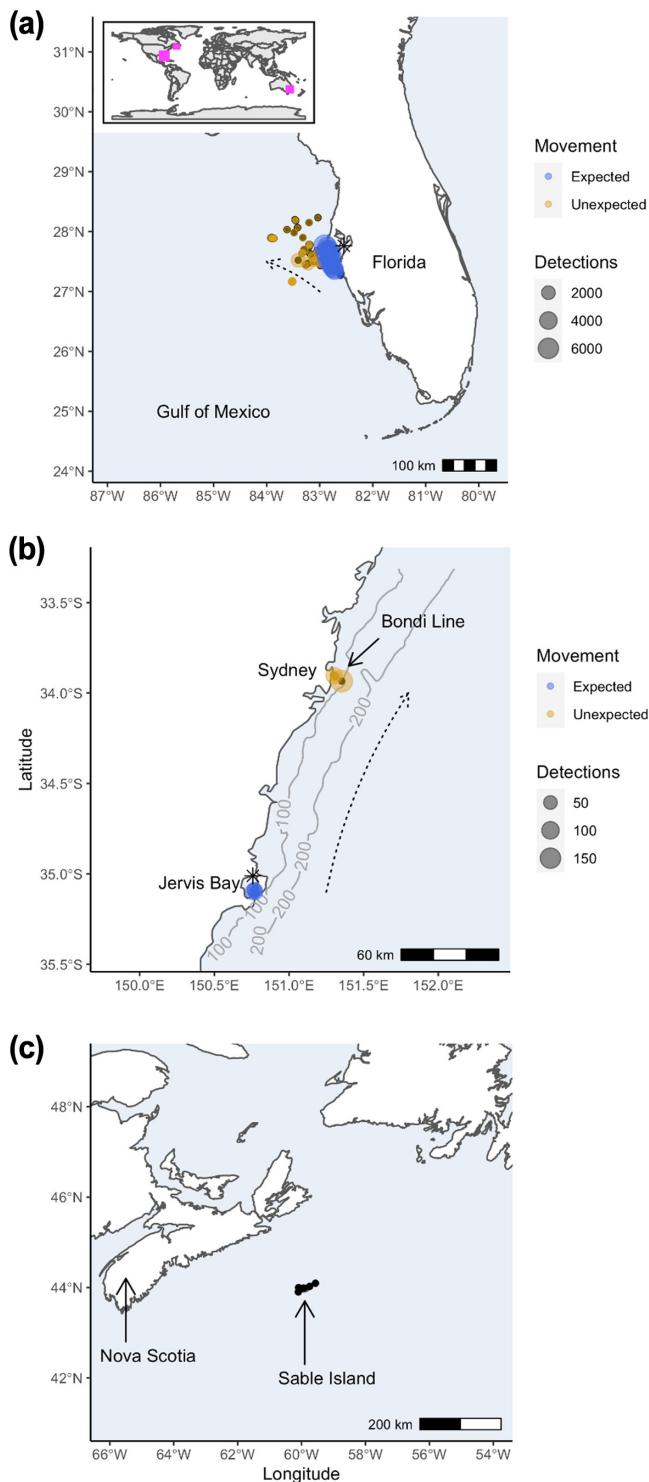 (a)
31°N
30°N
29°N
28°N
27°N
26°N
25°N
24°N
Florida
Gulf of Mexico
100 km
87°W 86°W 85°W 84°W 83°W 82°W 81°W 80°W
Movement
Expected
Unexpected
Detections
2000
4000
6000
(b)
33.5°S
34.0°S
34.5°S
35.0°S
35.5°S
Latitude
Bondi Line
Sydney
200
100
200
Jervis Bay
100
200
100
200
60 km
150.0°E 150.5°E 151.0°E 151.5°E 152.0°E
Movement
Expected
Unexpected
Detections
50
100
150
(c)
48°N
46°N
44°N
42°N
Nova Scotia
Sable Island
200 km
66°W 64°W 62°W 60°W 58°W 56°W 54°W
Longitude